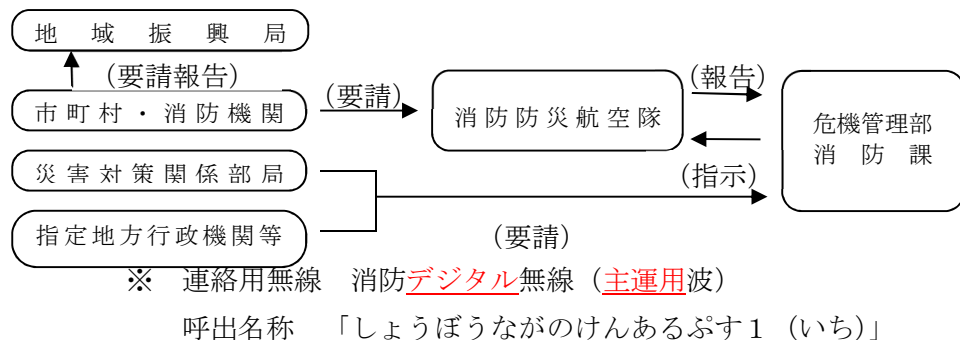 地域振興局
(要請報告)
市町村・消防機関
(要請)
消防防災航空隊
(報告)
危機管理部
消防課
(指示)
災害対策関係部局
指定地方行政機関等
(要請)
※ 連絡用無線 消防デジタル無線（主運用波）
呼出名称 「しょうぼうながのけんあるぷす１（いち）」